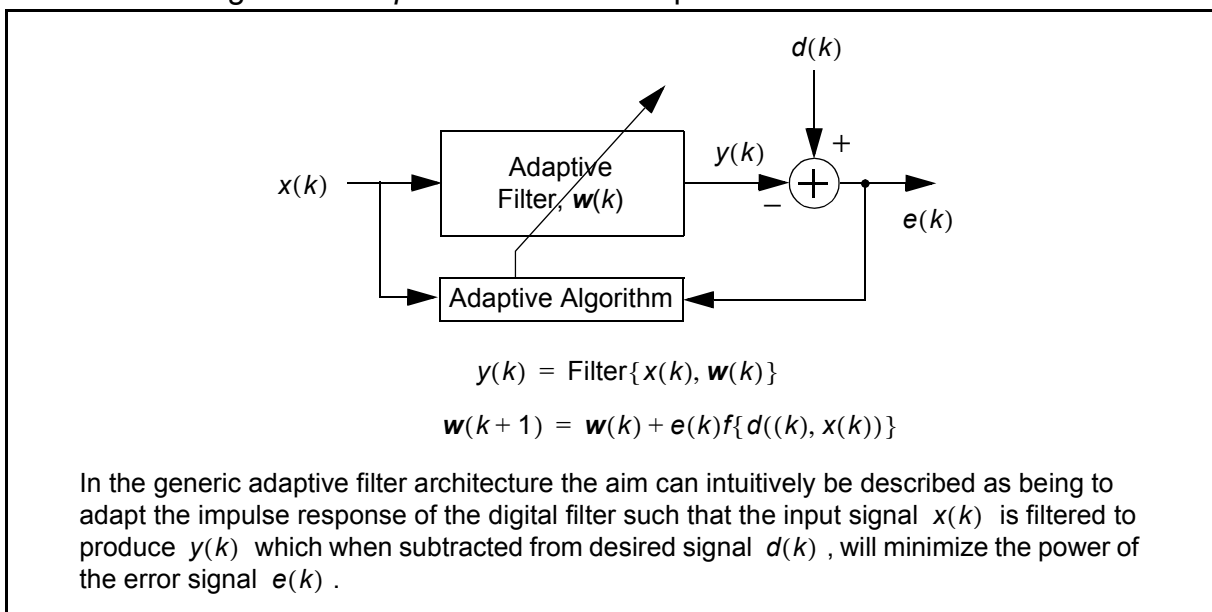 d(k)
+
Adaptive
Filter, w(k)
y(k)
x(k)
+
−
e(k)
Adaptive Algorithm
y(k) = Filter{x(k), w(k)}
w(k + 1) = w(k) + e(k)f{d((k), x(k))}
In the generic adaptive filter architecture the aim can intuitively be described as being to
adapt the impulse response of the digital filter such that the input signal x(k) is filtered to
produce y(k) which when subtracted from desired signal d(k) , will minimize the power of
the error signal e(k) .